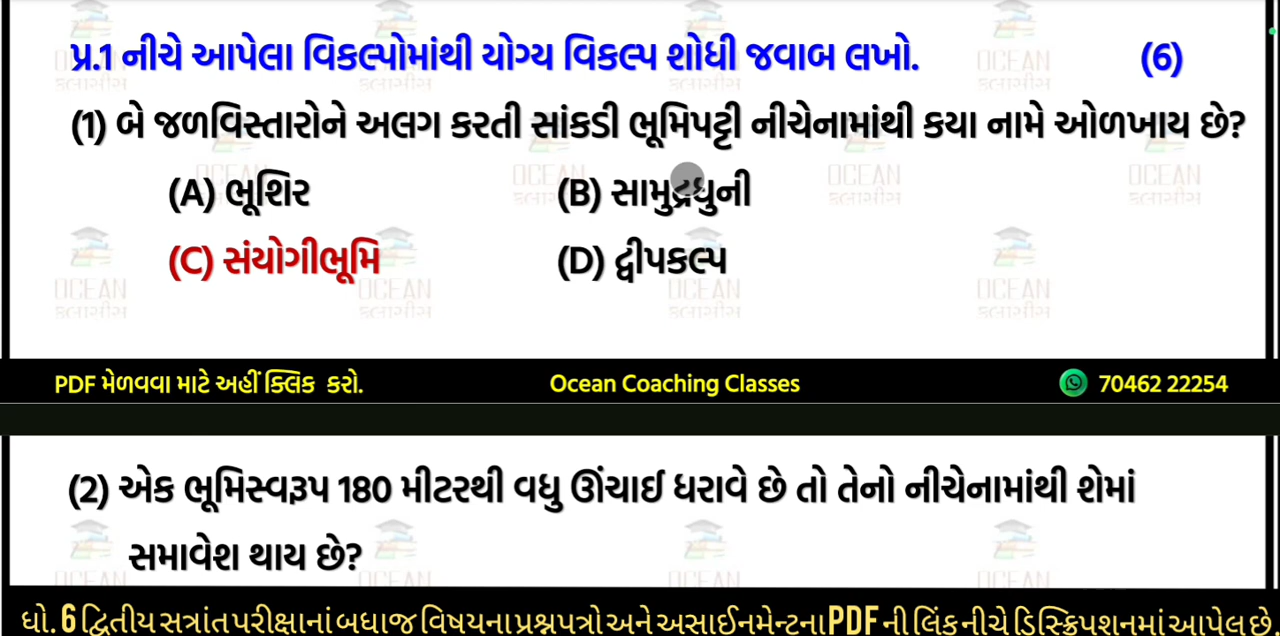 પ્ર.1 નીચે આપેલા વિકલ્પોમાંથી યોગ્ય વિકલ્પ શોધી જવાબ લખો. (6)
(1) બે જળવિસ્તારોને અલગ કરતી સાંકડી ભૂમિપટ્ટી નીચેનામાંથી કયા નામે ઓળખાય છે?
(A) ભૂશિર (B) સામુદ્રધુની
(C) સંયોગીભૂમિ (D) દ્વીપકલ્પ
PDF મેળવવા માટે અહીં ક્લિક કરો. Ocean Coaching Classes 70462 22254
(2) એક ભૂમિસ્વરૂપ 180 મીટરથી વધુ ઊંચાઈ ધરાવે છે તો તેનો નીચેનામાંથી શેમાં
સમાવેશ થાય છે?
ધો. 6 દ્વિતીય સત્રાંત પરીક્ષાનાં બધા જ વિષયના પ્રશ્નપત્રો અને અસાઈનમેન્ટના PDF ની લિંક નીચે ડિસ્ક્રિપશનમાં આપેલ છે